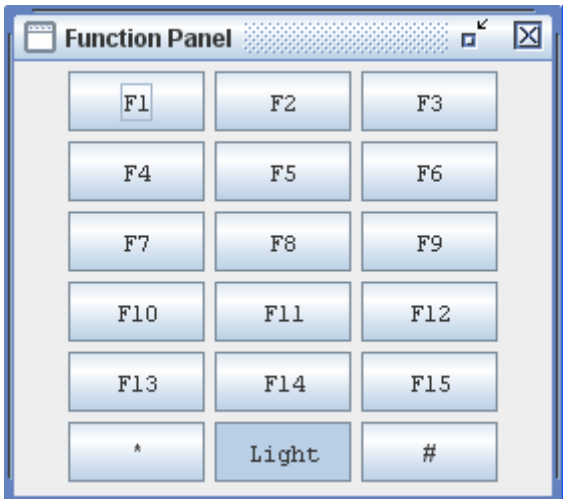 Function Panel
F1 F2 F3
F4 F5 F6
F7 F8 F9
F10 F11 F12
F13 F14 F15
* Light #